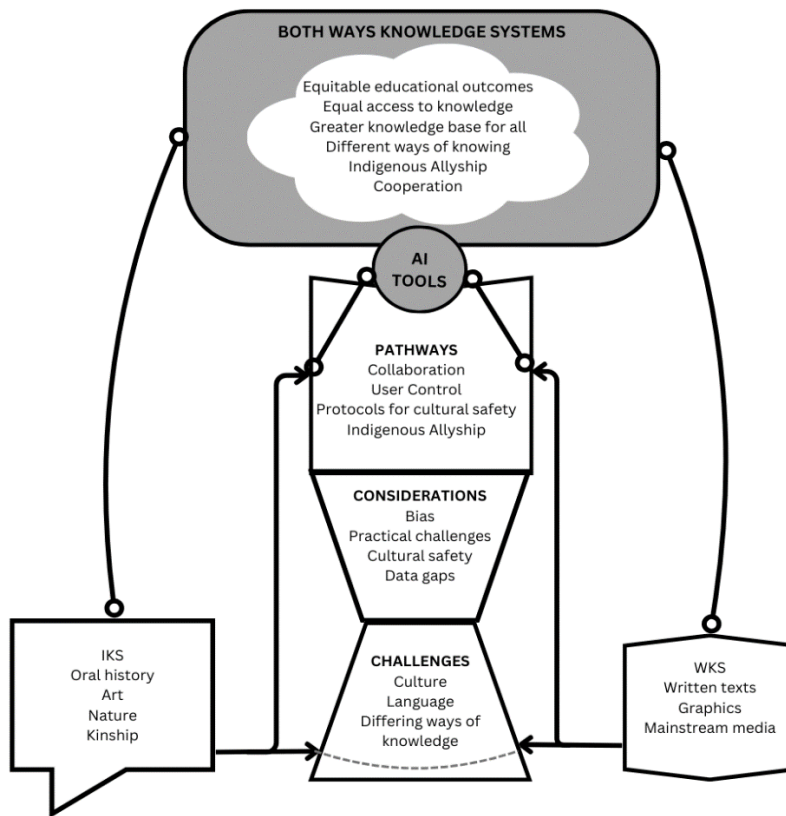 BOTH WAYS KNOWLEDGE SYSTEMS
Equitable educational outcomes
Equal access to knowledge
Greater knowledge base for all
Different ways of knowing
Indigenous Allyship
Cooperation
AI
TOOLS
PATHWAYS
Collaboration
User Control
Protocols for cultural safety
Indigenous Allyship
CONSIDERATIONS
Bias
Practical challenges
Cultural safety
Data gaps
IKS
Oral history
Art
Nature
Kinship
CHALLENGES
Culture
Language
Differing ways of
knowledge
WKS
Written texts
Graphics
Mainstream media